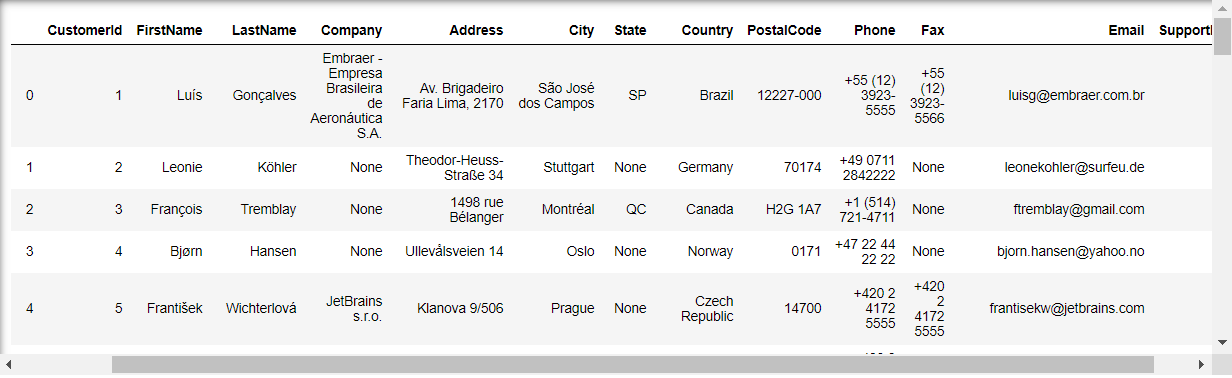 CustomerId FirstName LastName Company Address City State Country PostalCode Phone Fax Email
0 1 Luís Gonçalves Embraer - Empresa Brasileira de Aeronáutica S.A. Av. Brigadeiro Faria Lima, 2170 São José dos Campos SP Brazil 12227-000 +55 (12) 3923-5555 +55 (12) 3923-5566 luisg@embraer.com.br
1 2 Leonie Köhler None Theodor-Heuss-Straße 34 Stuttgart None Germany 70174 +49 0711 2842222 None leonekohler@surfeu.de
2 3 François Tremblay None 1498 rue Bélanger Montréal QC Canada H2G 1A7 +1 (514) 721-4711 None ftremblay@gmail.com
3 4 Bjørn Hansen None Ullevålsveien 14 Oslo None Norway 0171 +47 22 44 22 22 None bjorn.hansen@yahoo.no
4 5 František Wichterlová JetBrains s.r.o. Klanova 9/506 Prague None Czech Republic 14700 +420 2 4172 5555 +420 2 4172 5555 frantisekw@jetbrains.com